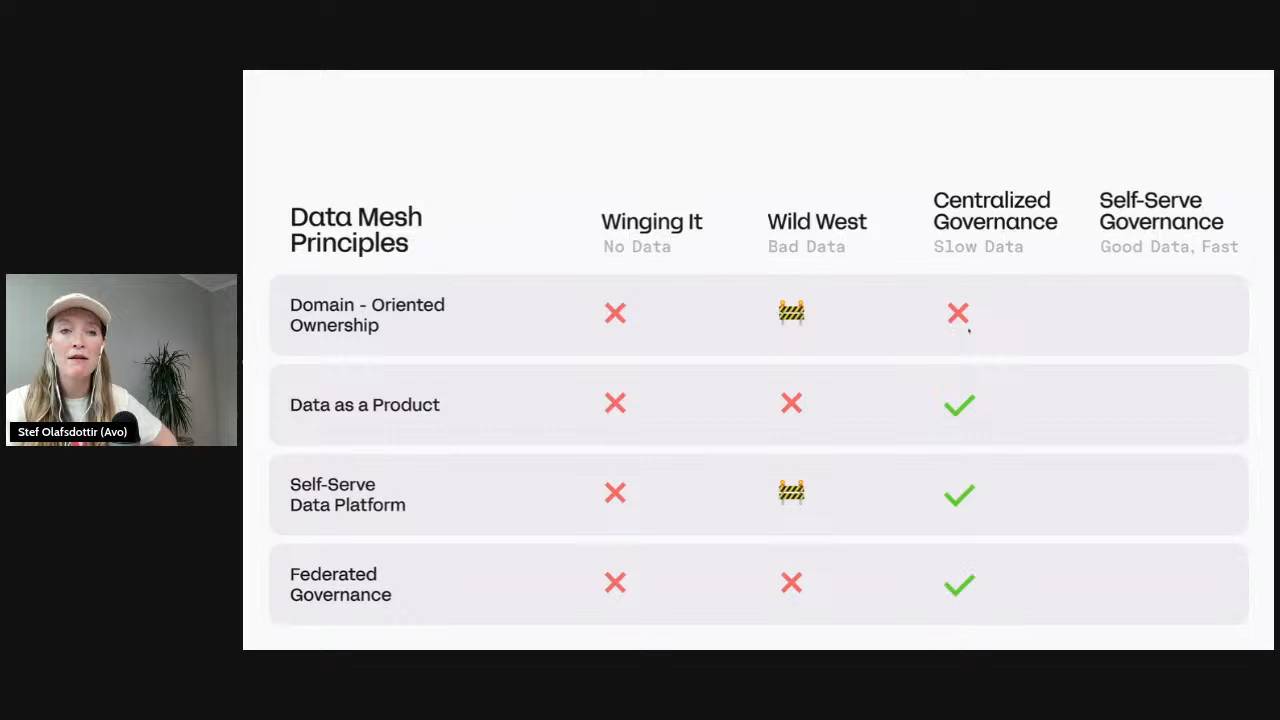 Data Mesh
Principles
Winging It
No Data
Wild West
Bad Data
Centralized
Governance
Slow Data
Self-Serve
Governance
Good Data, Fast
Domain - Oriented
Ownership
Data as a Product
Self-Serve
Data Platform
Federated
Governance
Stef Olafsdottir (Avo)